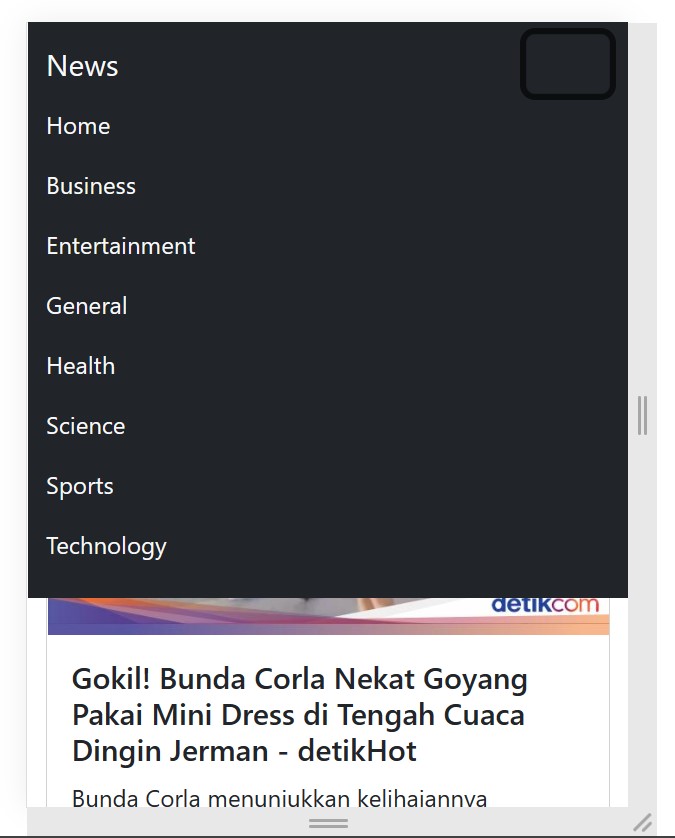 News
Home
Business
Entertainment
General
Health
Science
Sports
Technology
detikcom
Gokil! Bunda Corla Nekat Goyang
Pakai Mini Dress di Tengah Cuaca
Dingin Jerman - detikHot
Bunda Corla menunjukkan kelihaiannya